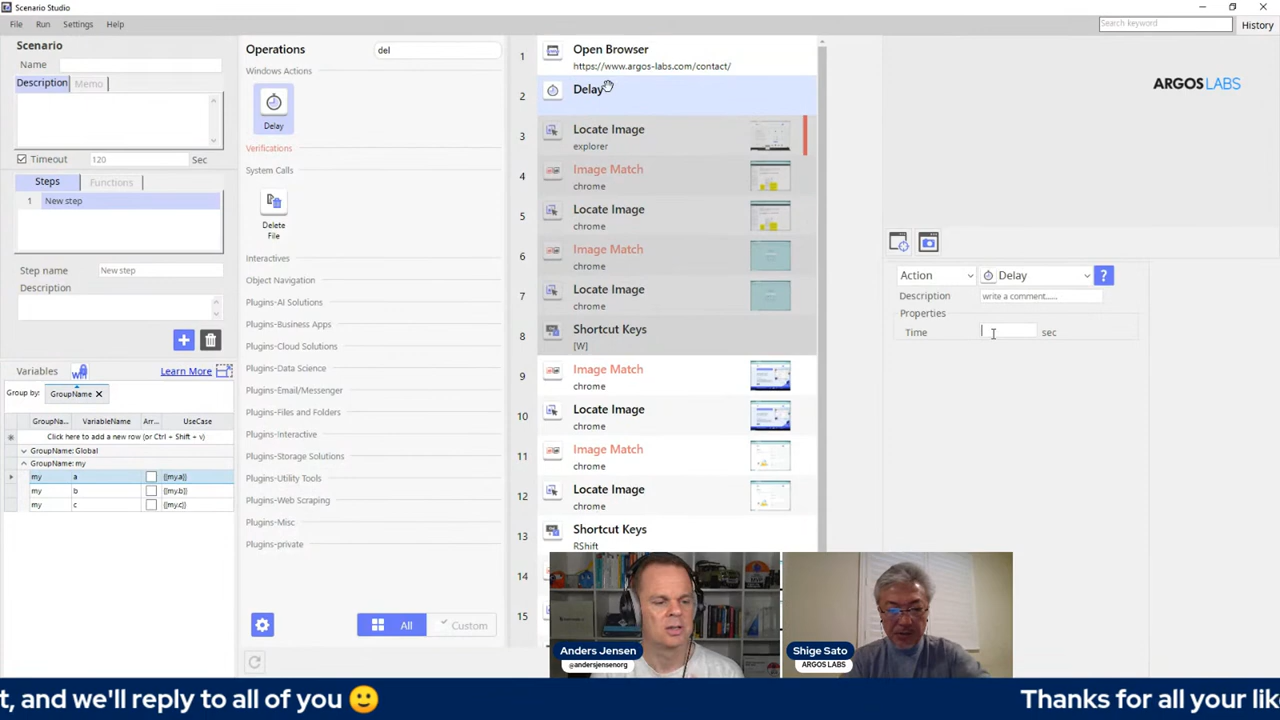 Scenario Studio
File Run Settings Help
Search keyword
History
Scenario
Name
Description Memo
Timeout 120 Sec
Steps Functions
1 New step
Step name New step
Description
Variables
Learn More
Group by: GroupName
GroupNa... VariableName Arr... UseCase
Click here to add a new row (or Ctrl + Shift + v)
GroupName: Global
GroupName: my
my a {{my.a}}
my b {{my.b}}
my c {{my.c}}
Operations del
Windows Actions
Delay
Verifications
System Calls
Delete
File
Interactives
Object Navigation
Plugins-AI Solutions
Plugins-Business Apps
Plugins-Cloud Solutions
Plugins-Data Science
Plugins-Email/Messenger
Plugins-Files and Folders
Plugins-Interactive
Plugins-Storage Solutions
Plugins-Utility Tools
Plugins-Web Scraping
Plugins-Misc
Plugins-private
All Custom
1 Open Browser
https://www.argos-labs.com/contact/
2 Delay
3 Locate Image
explorer
4 Image Match
chrome
5 Locate Image
chrome
6 Image Match
chrome
7 Locate Image
chrome
8 Shortcut Keys
[W]
9 Image Match
chrome
10 Locate Image
chrome
11 Image Match
chrome
12 Locate Image
chrome
13 Shortcut Keys
RShift
14
15
ARGOS LABS
Action Delay ?
Description write a comment......
Properties
Time sec
Anders Jensen
@andersjensenorg
Shige Sato
ARGOS LABS
t, and we'll reply to all of you 🙂 Thanks for all your lik